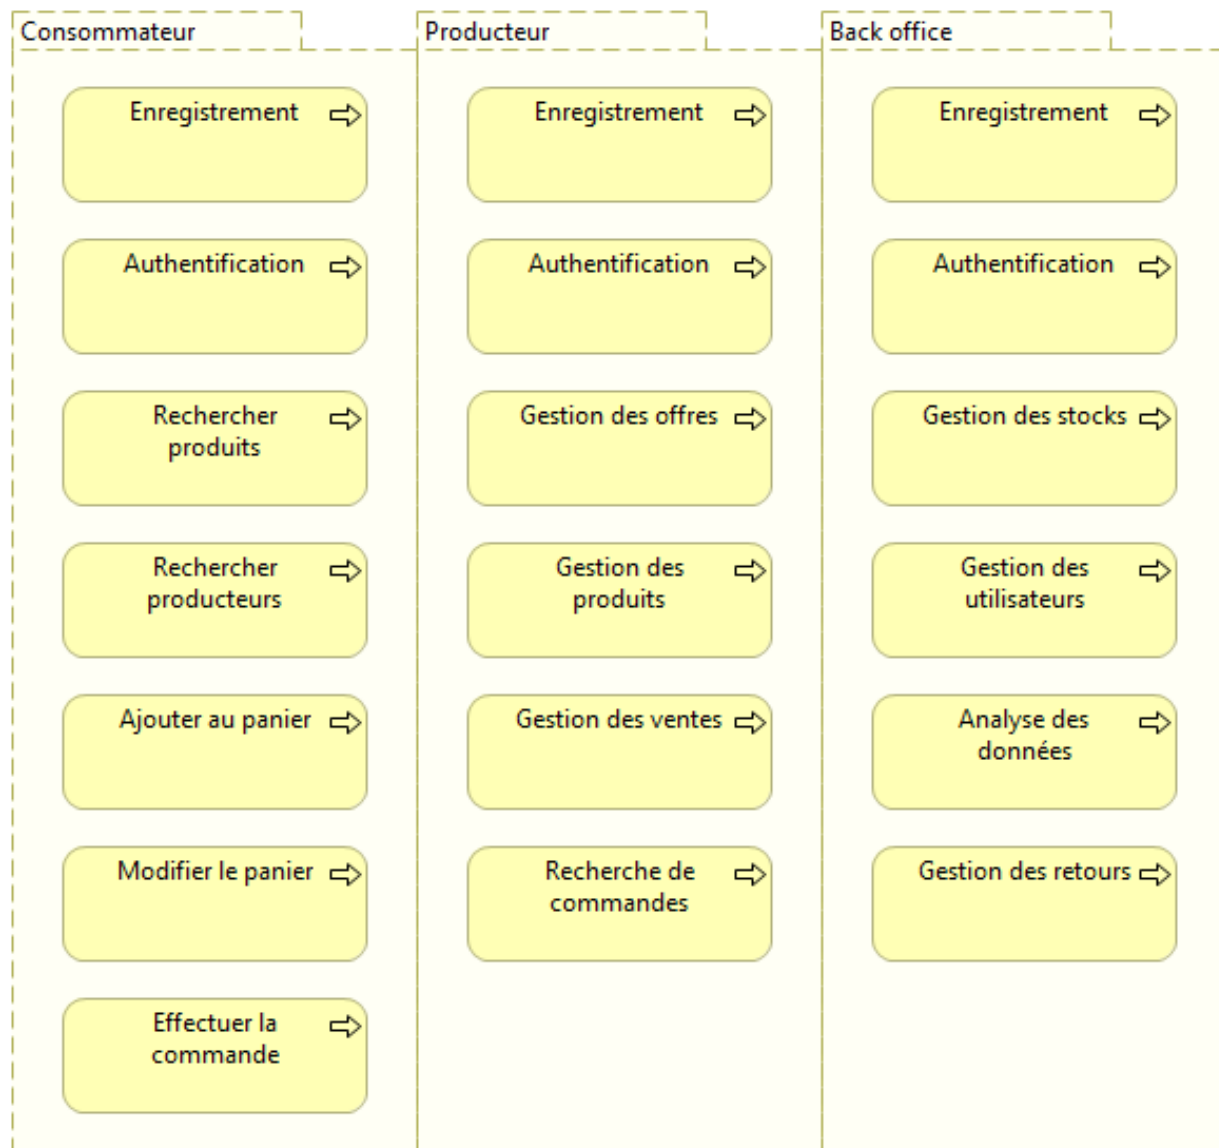 Consommateur
Enregistrement
Authentification
Rechercher
produits
Rechercher
producteurs
Ajouter au panier
Modifier le panier
Effectuer la
commande
Producteur
Enregistrement
Authentification
Gestion des offres
Gestion des
produits
Gestion des ventes
Recherche de
commandes
Back office
Enregistrement
Authentification
Gestion des stocks
Gestion des
utilisateurs
Analyse des
données
Gestion des retours